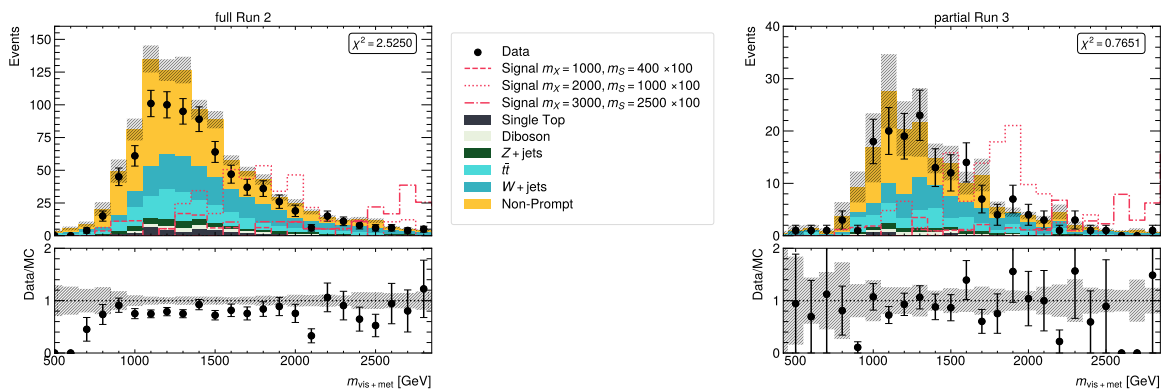 full Run 2
Events
150
125
100
75
50
25
0
χ² = 2.5250
Data/MC
2
1
0
500 1000 1500 2000 2500
m_vis+met [GeV]
Data
Signal m_X = 1000, m_S = 400 ×100
Signal m_X = 2000, m_S = 1000 ×100
Signal m_X = 3000, m_S = 2500 ×100
Single Top
Diboson
Z + jets
tt̄
W + jets
Non-Prompt
partial Run 3
Events
40
30
20
10
0
χ² = 0.7651
Data/MC
2
1
0
500 1000 1500 2000 2500
m_vis+met [GeV]